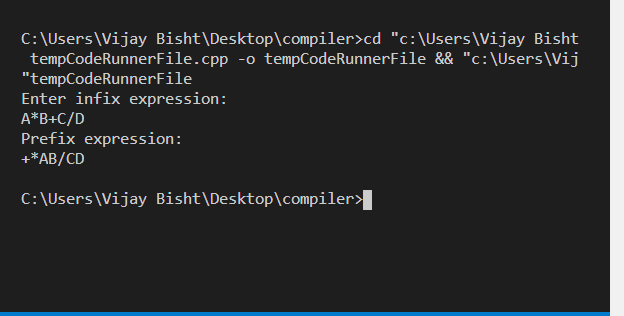 C:\Users\Vijay Bisht\Desktop\compiler>cd "c:\Users\Vijay Bisht
tempCodeRunnerFile.cpp -o tempCodeRunnerFile && "c:\Users\Vij
"tempCodeRunnerFile
Enter infix expression:
A*B+C/D
Prefix expression:
+*AB/CD
C:\Users\Vijay Bisht\Desktop\compiler>